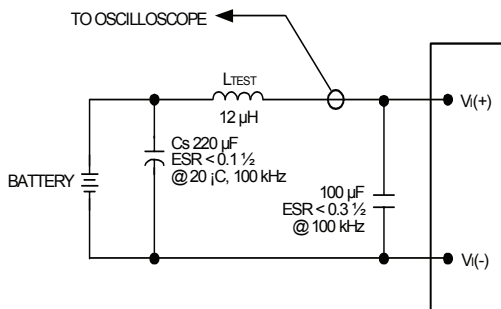 TO OSCILLOSCOPE
LTEST
12 µH
Cs 220 µF
ESR < 0.1 ½
@ 20 ¡C, 100 kHz
BATTERY
100 µF
ESR < 0.3 ½
@ 100 kHz
VI(+)
VI(-)